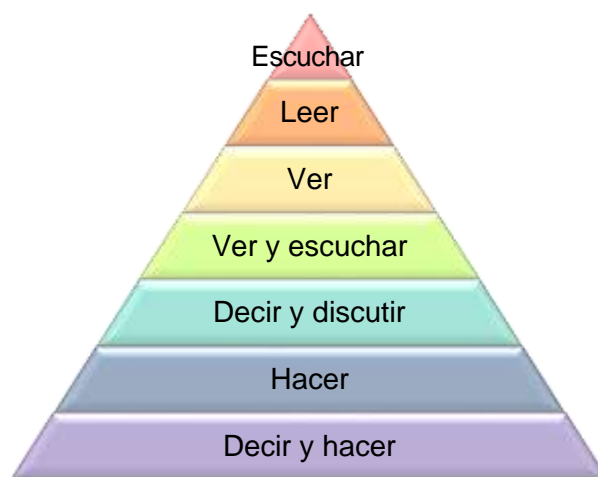 Escuchar
Leer
Ver
Ver y escuchar
Decir y discutir
Hacer
Decir y hacer